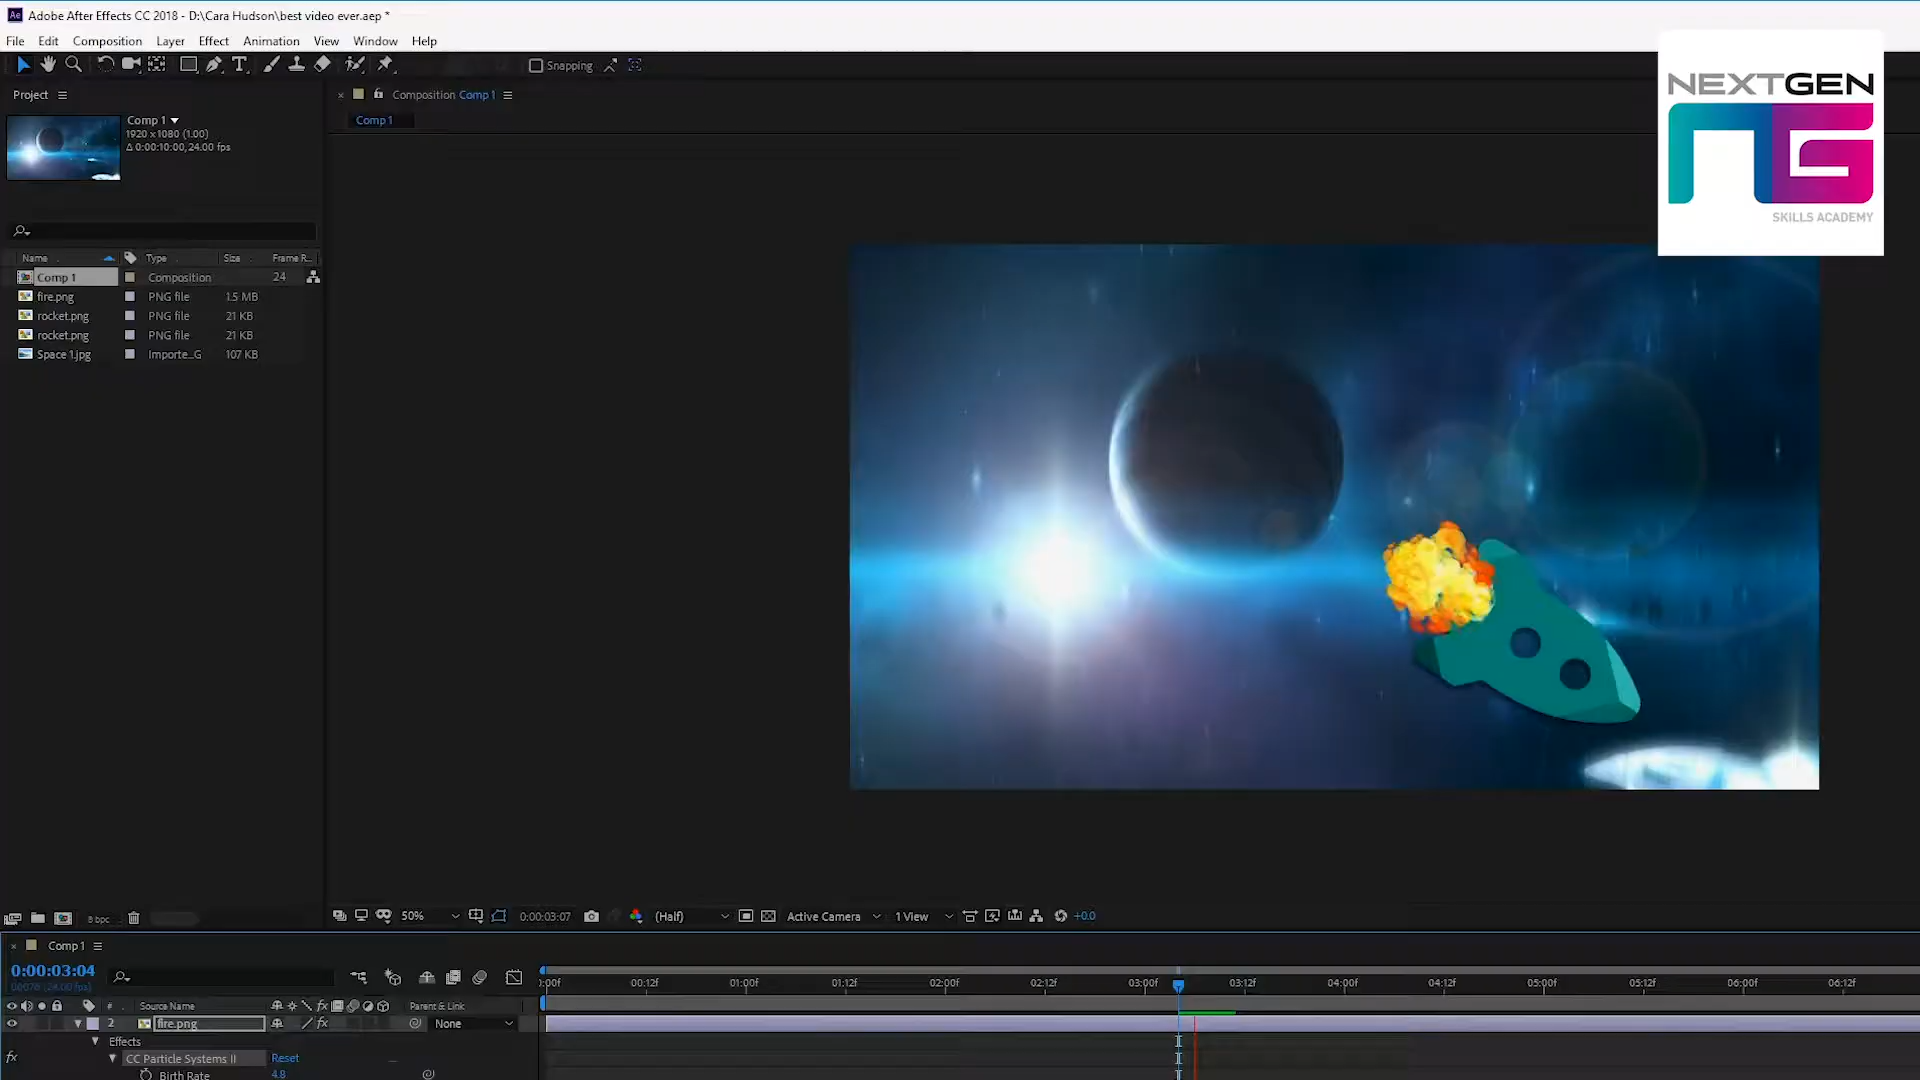 Ae Adobe After Effects CC 2018 - D:\Cara Hudson\best video ever.aep *
File Edit Composition Layer Effect Animation View Window Help
Snapping
Project
Composition Comp 1
Comp 1
Comp 1
1920 x 1080 (1.00)
Δ 0:00:10:00, 24.00 fps
NEXTGEN
SKILLS ACADEMY
Name Type Size Frame R...
Comp 1 Composition 24
fire.png PNG file 1.5 MB
rocket.png PNG file 21 KB
rocket.png PNG file 21 KB
Space 1.jpg Importe...G 107 KB
8 bpc
50% 0:00:03:07 (Half) Active Camera 1 View +0.0
Comp 1
0:00:03:04
00076 (24.00 fps)
:00f 00:12f 01:00f 01:12f 02:00f 02:12f 03:00f 03:12f 04:00f 04:12f 05:00f 05:12f 06:00f 06:12f
# Source Name fx Parent & Link
2 fire.png fx None
Effects
fx CC Particle Systems II Reset
Birth Rate 4.8